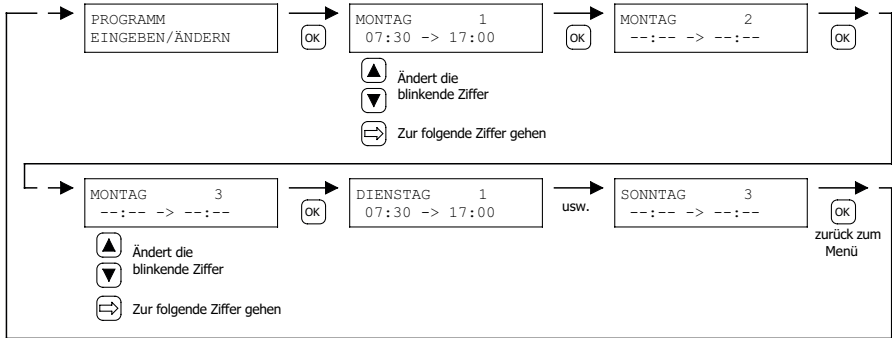 PROGRAMM
EINGEBEN/ÄNDERN
OK
MONTAG 1
07:30 -> 17:00
OK
MONTAG 2
--:-- -> --:--
OK
Ändert die
blinkende Ziffer
Zur folgende Ziffer gehen
MONTAG 3
--:-- -> --:--
OK
DIENSTAG 1
07:30 -> 17:00
usw.
SONNTAG 3
--:-- -> --:--
OK
zurück zum
Menü
Ändert die
blinkende Ziffer
Zur folgende Ziffer gehen